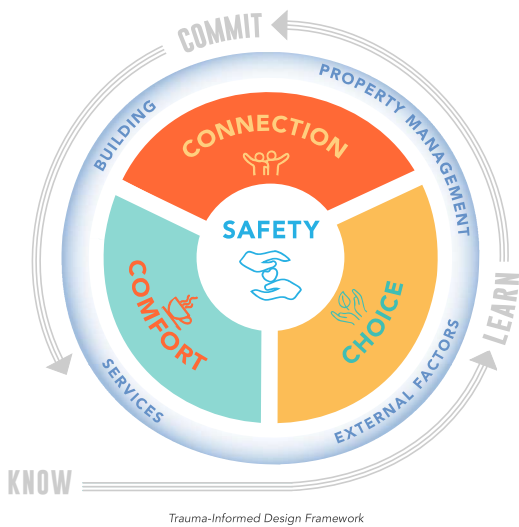 COMMIT
BUILDING
PROPERTY MANAGEMENT
CONNECTION
SAFETY
COMFORT
CHOICE
LEARN
SERVICES
EXTERNAL FACTORS
KNOW
Trauma-Informed Design Framework